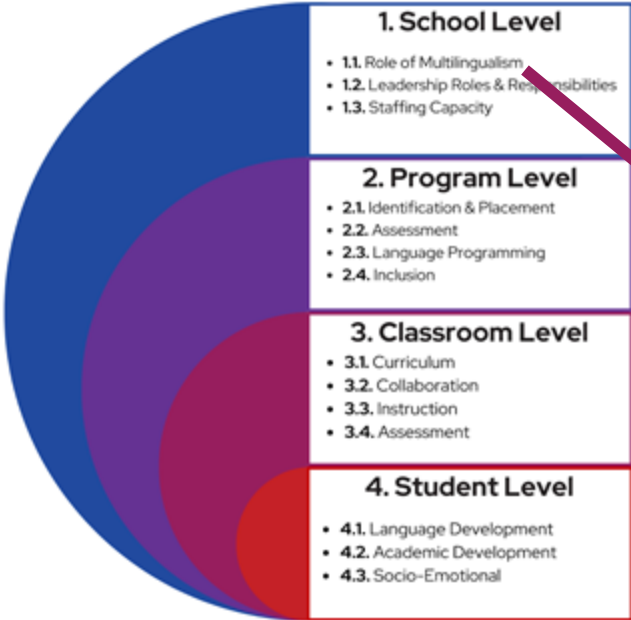 1. School Level
• 1.1. Role of Multilingualism
• 1.2. Leadership Roles & Responsibilities
• 1.3. Staffing Capacity
2. Program Level
• 2.1. Identification & Placement
• 2.2. Assessment
• 2.3. Language Programming
• 2.4. Inclusion
3. Classroom Level
• 3.1. Curriculum
• 3.2. Collaboration
• 3.3. Instruction
• 3.4. Assessment
4. Student Level
• 4.1. Language Development
• 4.2. Academic Development
• 4.3. Socio-Emotional